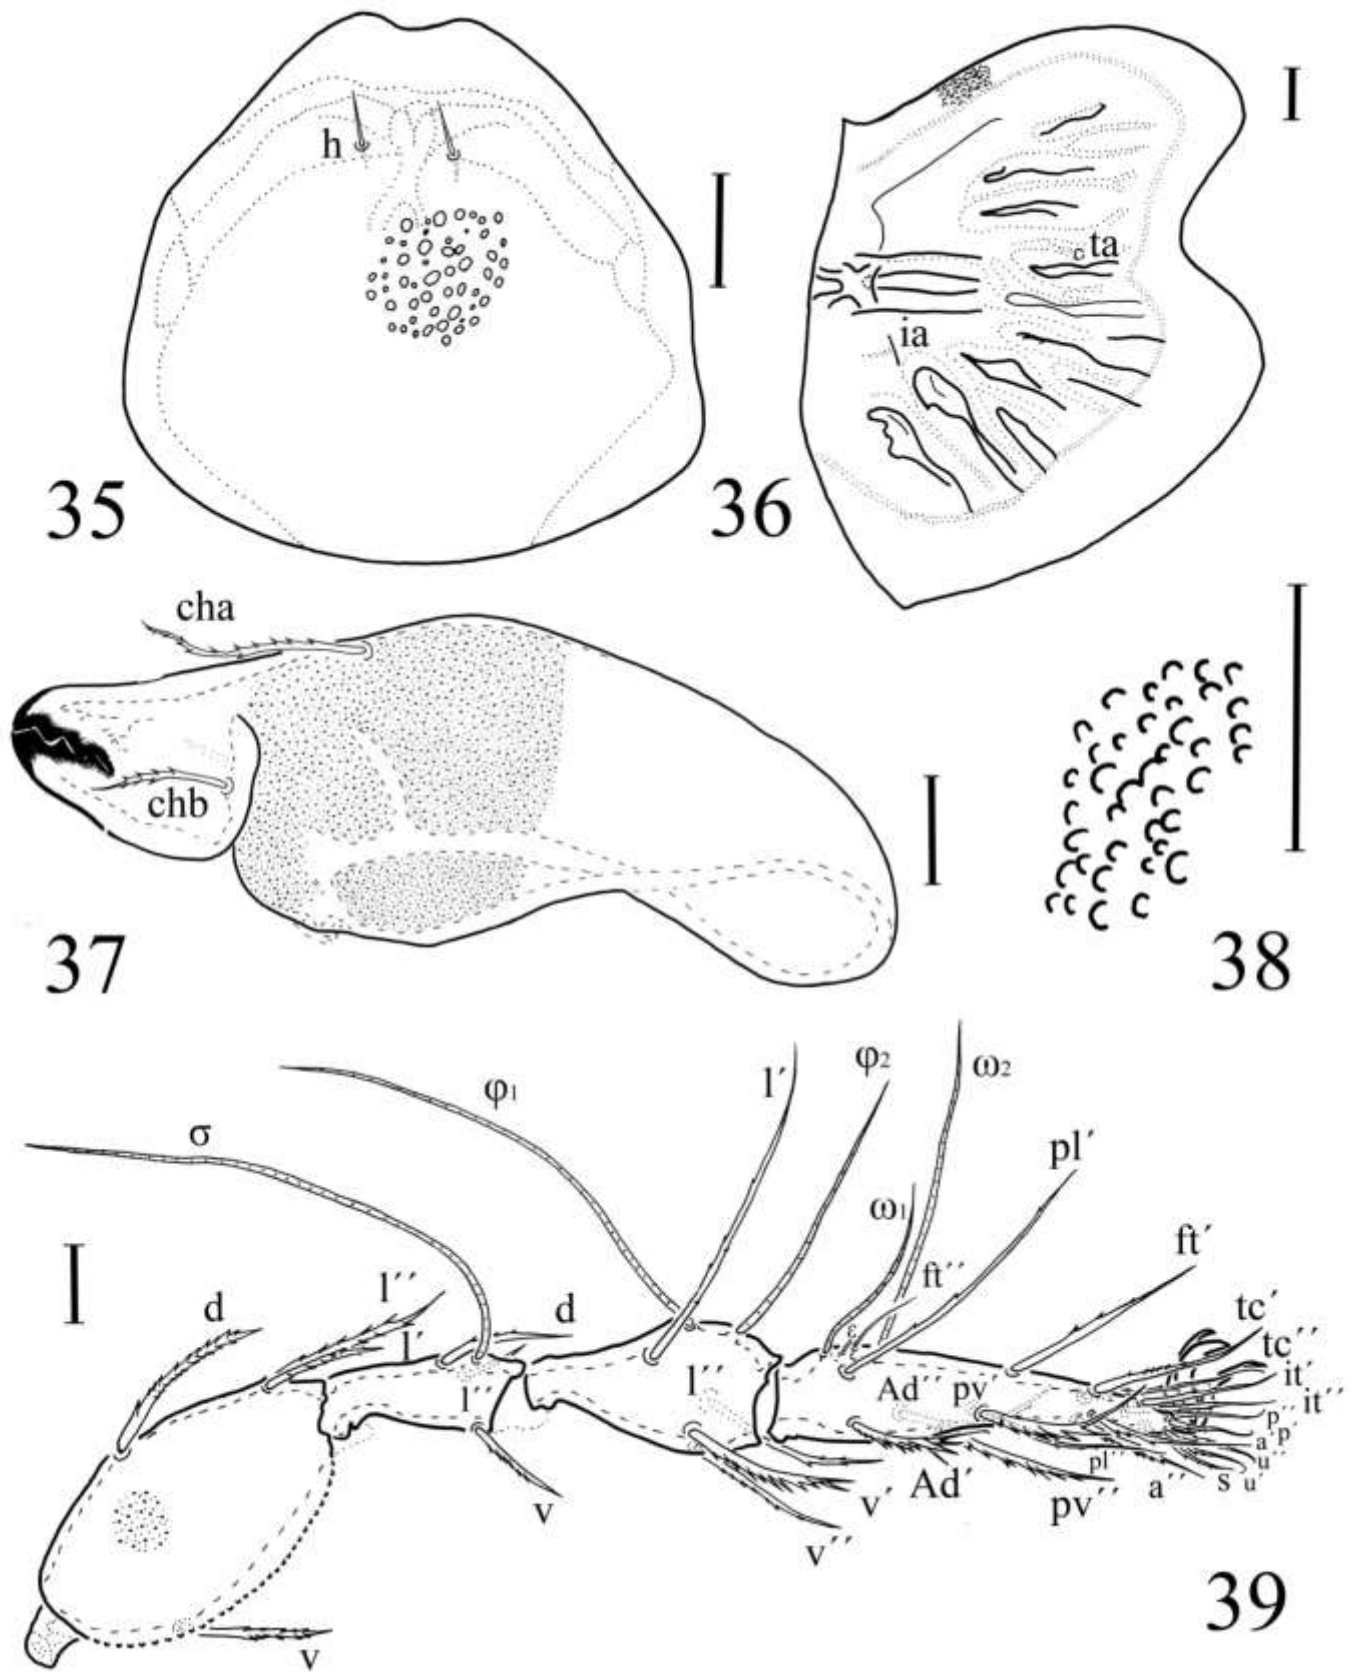 h
35
ta
ia
36
cha
chb
37
38
σ
φ1
l´
φ2
ω2
pl´
ω1
ft´´
ft´
ε
d
l´´
l´
d
l´´
v
v
l´´
v´
v´´
Ad´´
pv´
Ad´
pv´´
tc´
tc´´
it´
it´´
p´´
p´
a´
pl´´
a´´
s
u´´
u´
39